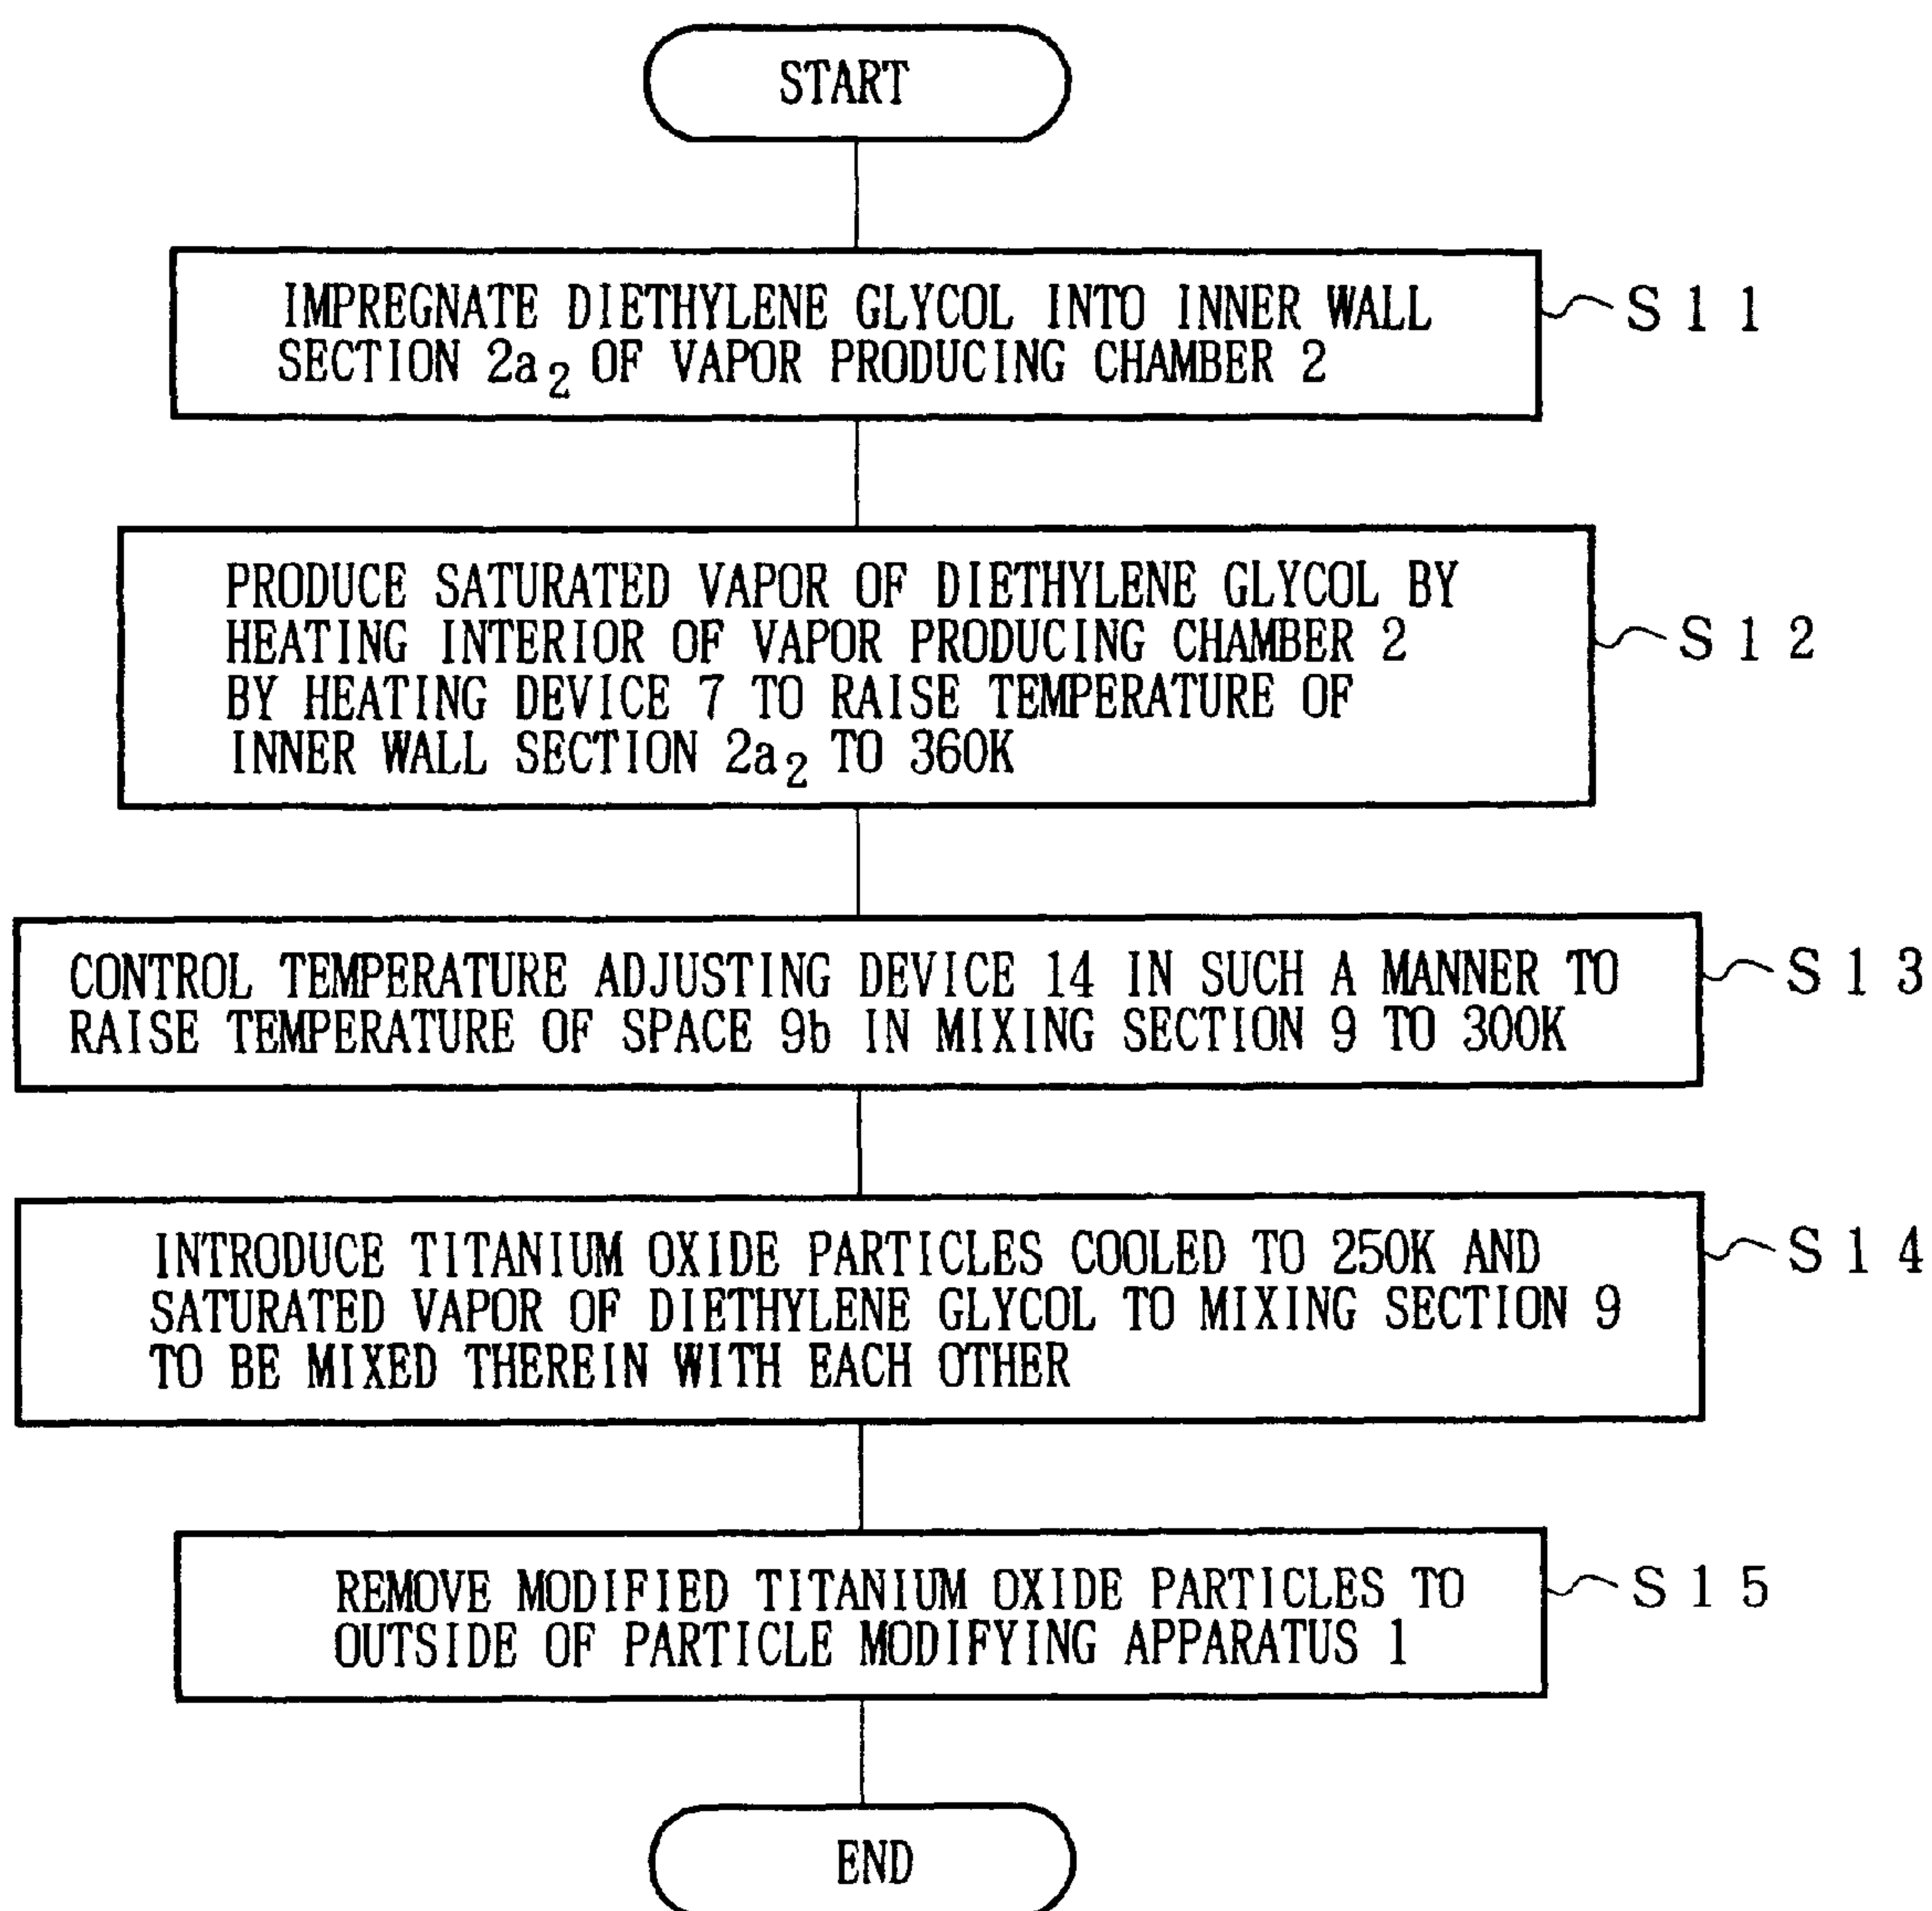 START
IMPREGNATE DIETHYLENE GLYCOL INTO INNER WALL
SECTION 2a₂ OF VAPOR PRODUCING CHAMBER 2
S11
PRODUCE SATURATED VAPOR OF DIETHYLENE GLYCOL BY
HEATING INTERIOR OF VAPOR PRODUCING CHAMBER 2
BY HEATING DEVICE 7 TO RAISE TEMPERATURE OF
INNER WALL SECTION 2a₂ TO 360K
S12
CONTROL TEMPERATURE ADJUSTING DEVICE 14 IN SUCH A MANNER TO
RAISE TEMPERATURE OF SPACE 9b IN MIXING SECTION 9 TO 300K
S13
INTRODUCE TITANIUM OXIDE PARTICLES COOLED TO 250K AND
SATURATED VAPOR OF DIETHYLENE GLYCOL TO MIXING SECTION 9
TO BE MIXED THEREIN WITH EACH OTHER
S14
REMOVE MODIFIED TITANIUM OXIDE PARTICLES TO
OUTSIDE OF PARTICLE MODIFYING APPARATUS 1
S15
END